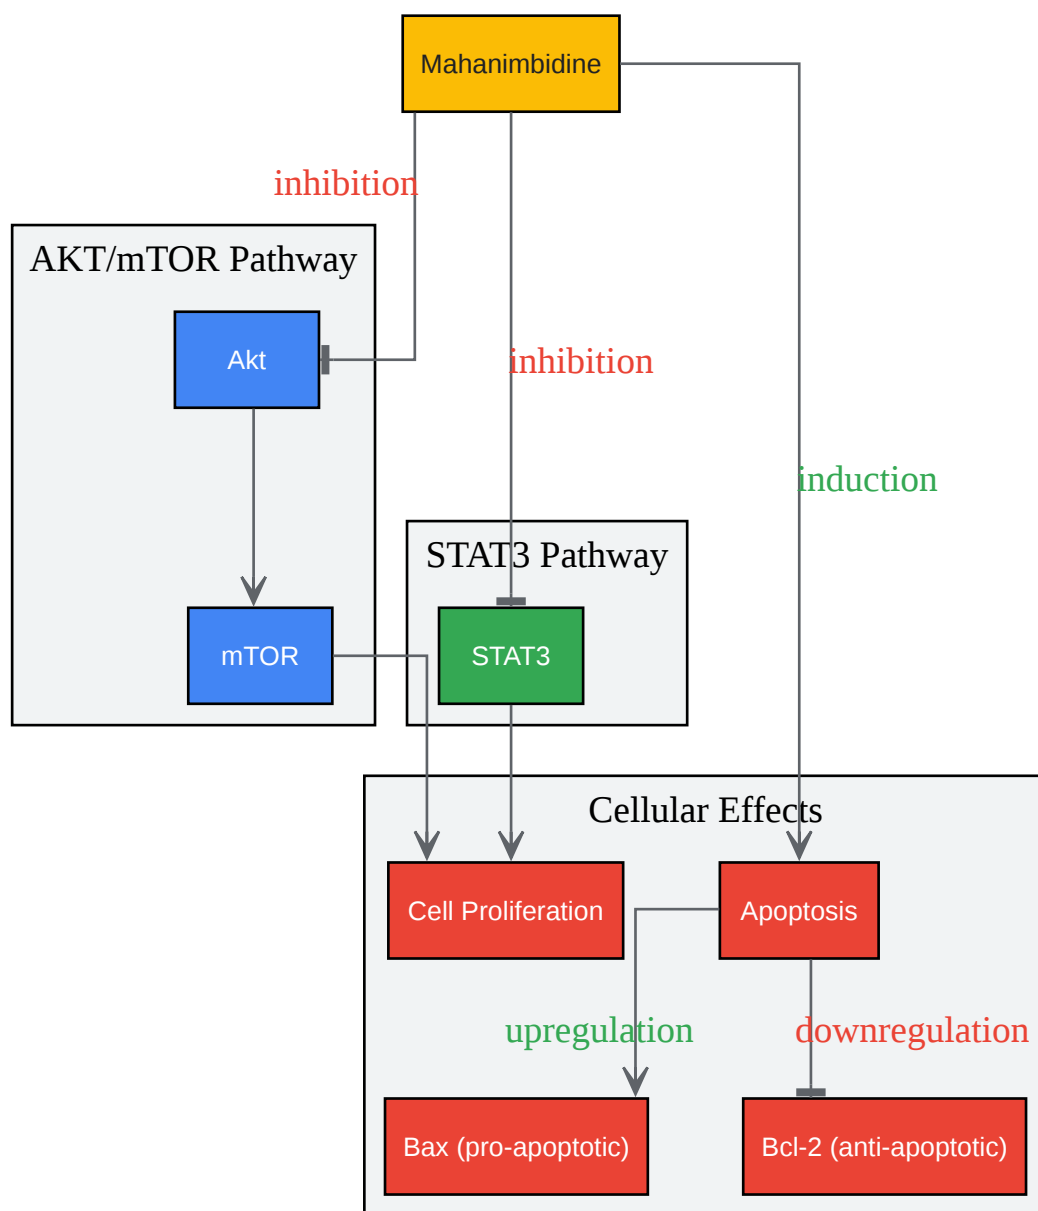 Mahanimbidine
inhibition
AKT/mTOR Pathway
Akt
inhibition
induction
STAT3 Pathway
mTOR
STAT3
Cellular Effects
Cell Proliferation
Apoptosis
upregulation
downregulation
Bax (pro-apoptotic)
Bcl-2 (anti-apoptotic)